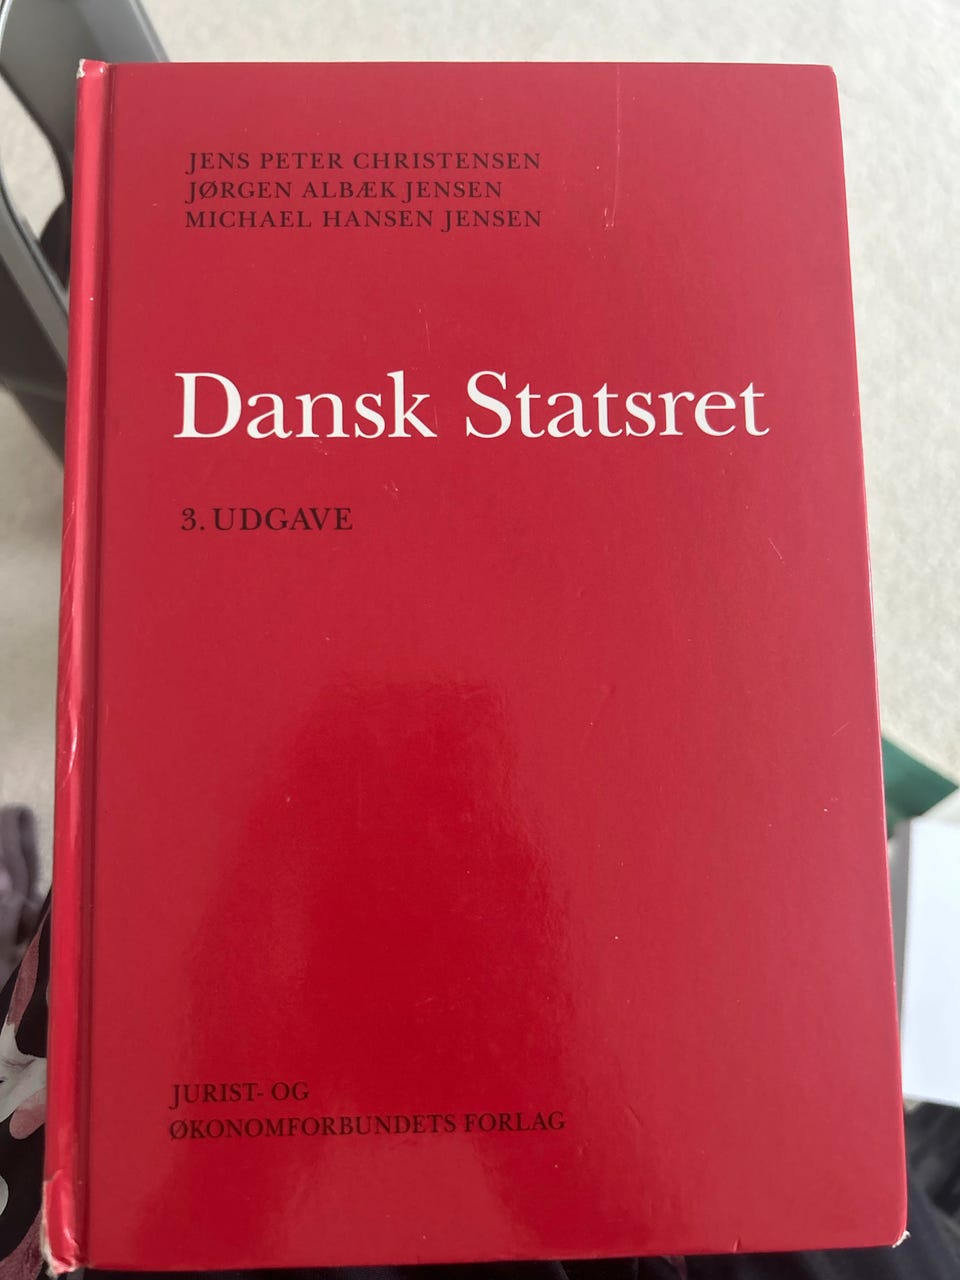 JENS PETER CHRISTENSEN
JØRGEN ALBÆK JENSEN
MICHAEL HANSEN JENSEN
Dansk Statsret
3. UDGAVE
JURIST- OG
ØKONOMFORBUNDETS FORLAG